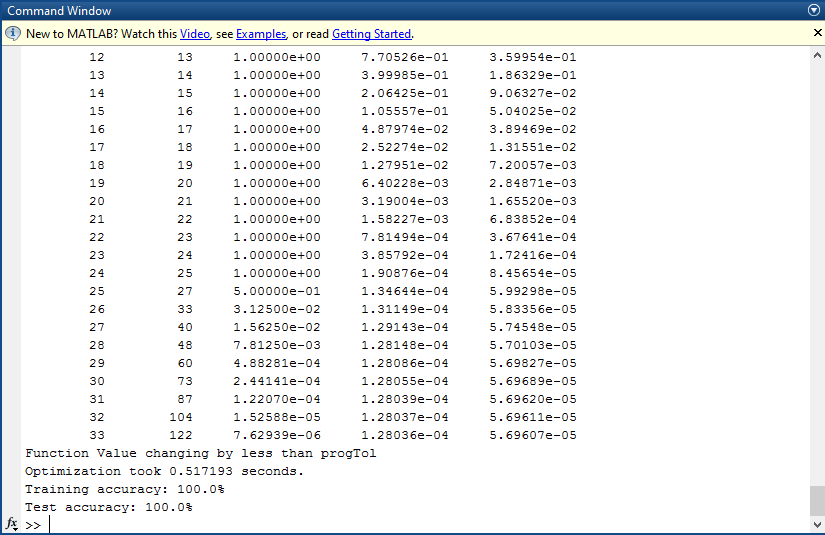 Command Window
New to MATLAB? Watch this Video, see Examples, or read Getting Started.
12 13 1.00000e+00 7.70526e-01 3.59954e-01
13 14 1.00000e+00 3.99985e-01 1.86329e-01
14 15 1.00000e+00 2.06425e-01 9.06327e-02
15 16 1.00000e+00 1.05557e-01 5.04025e-02
16 17 1.00000e+00 4.87974e-02 3.89469e-02
17 18 1.00000e+00 2.52274e-02 1.31551e-02
18 19 1.00000e+00 1.27951e-02 7.20057e-03
19 20 1.00000e+00 6.40228e-03 2.84871e-03
20 21 1.00000e+00 3.19004e-03 1.65520e-03
21 22 1.00000e+00 1.58227e-03 6.83852e-04
22 23 1.00000e+00 7.81494e-04 3.67641e-04
23 24 1.00000e+00 3.85792e-04 1.72416e-04
24 25 1.00000e+00 1.90876e-04 8.45654e-05
25 27 5.00000e-01 1.34644e-04 5.99298e-05
26 33 3.12500e-02 1.31149e-04 5.83356e-05
27 40 1.56250e-02 1.29143e-04 5.74548e-05
28 48 7.81250e-03 1.28148e-04 5.70103e-05
29 60 4.88281e-04 1.28086e-04 5.69827e-05
30 73 2.44141e-04 1.28055e-04 5.69689e-05
31 87 1.22070e-04 1.28039e-04 5.69620e-05
32 104 1.52588e-05 1.28037e-04 5.69611e-05
33 122 7.62939e-06 1.28036e-04 5.69607e-05
Function Value changing by less than progTol
Optimization took 0.517193 seconds.
Training accuracy: 100.0%
Test accuracy: 100.0%
fx >>